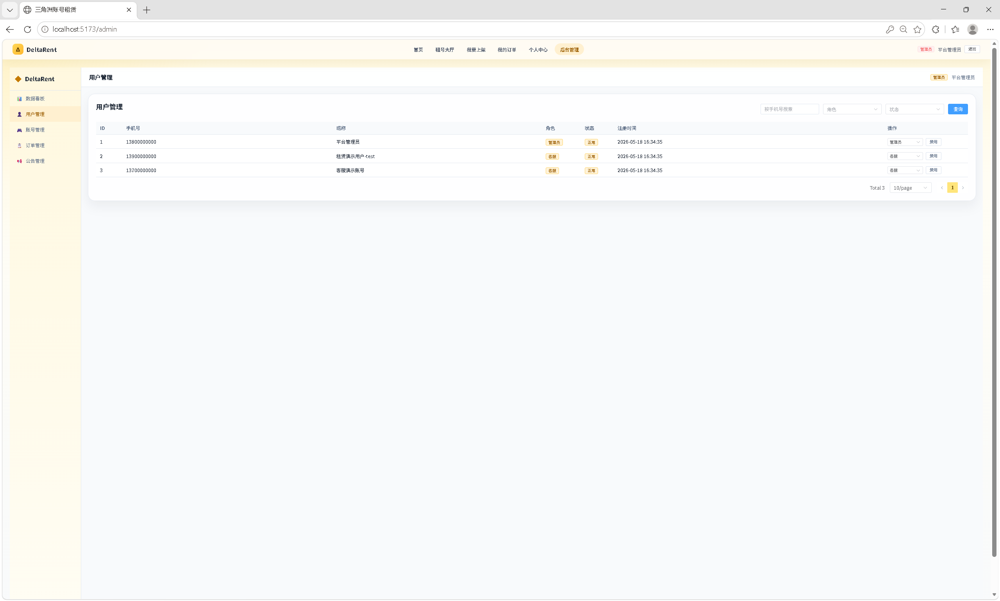 三角洲账号租赁
localhost:5173/admin
Δ DeltaRent 首页 租号大厅 我要上架 我的订单 个人中心 后台管理 管理员 平台管理员 退出
DeltaRent
数据看板
用户管理
账号管理
订单管理
公告管理
用户管理 管理员 平台管理员
用户管理 按手机号搜索 角色 状态 查询
ID 手机号 昵称 角色 状态 注册时间 操作
1 13800000000 平台管理员 管理员 正常 2026-05-18 16:34:35 管理员 禁用
2 13900000000 租赁演示用户-test 客服 正常 2026-05-18 16:34:35 客服 禁用
3 13700000000 客服演示账号 客服 正常 2026-05-18 16:34:35 客服 禁用
Total 3 10/page 1